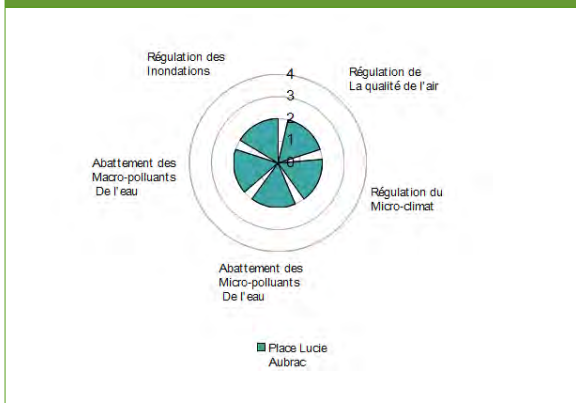 Régulation des
Inondations
4
3
2
1
0
Régulation de
La qualité de l'air
Abattement des
Macro-polluants
De l'eau
Régulation du
Micro-climat
Abattement des
Micro-polluants
De l'eau
Place Lucie
Aubrac